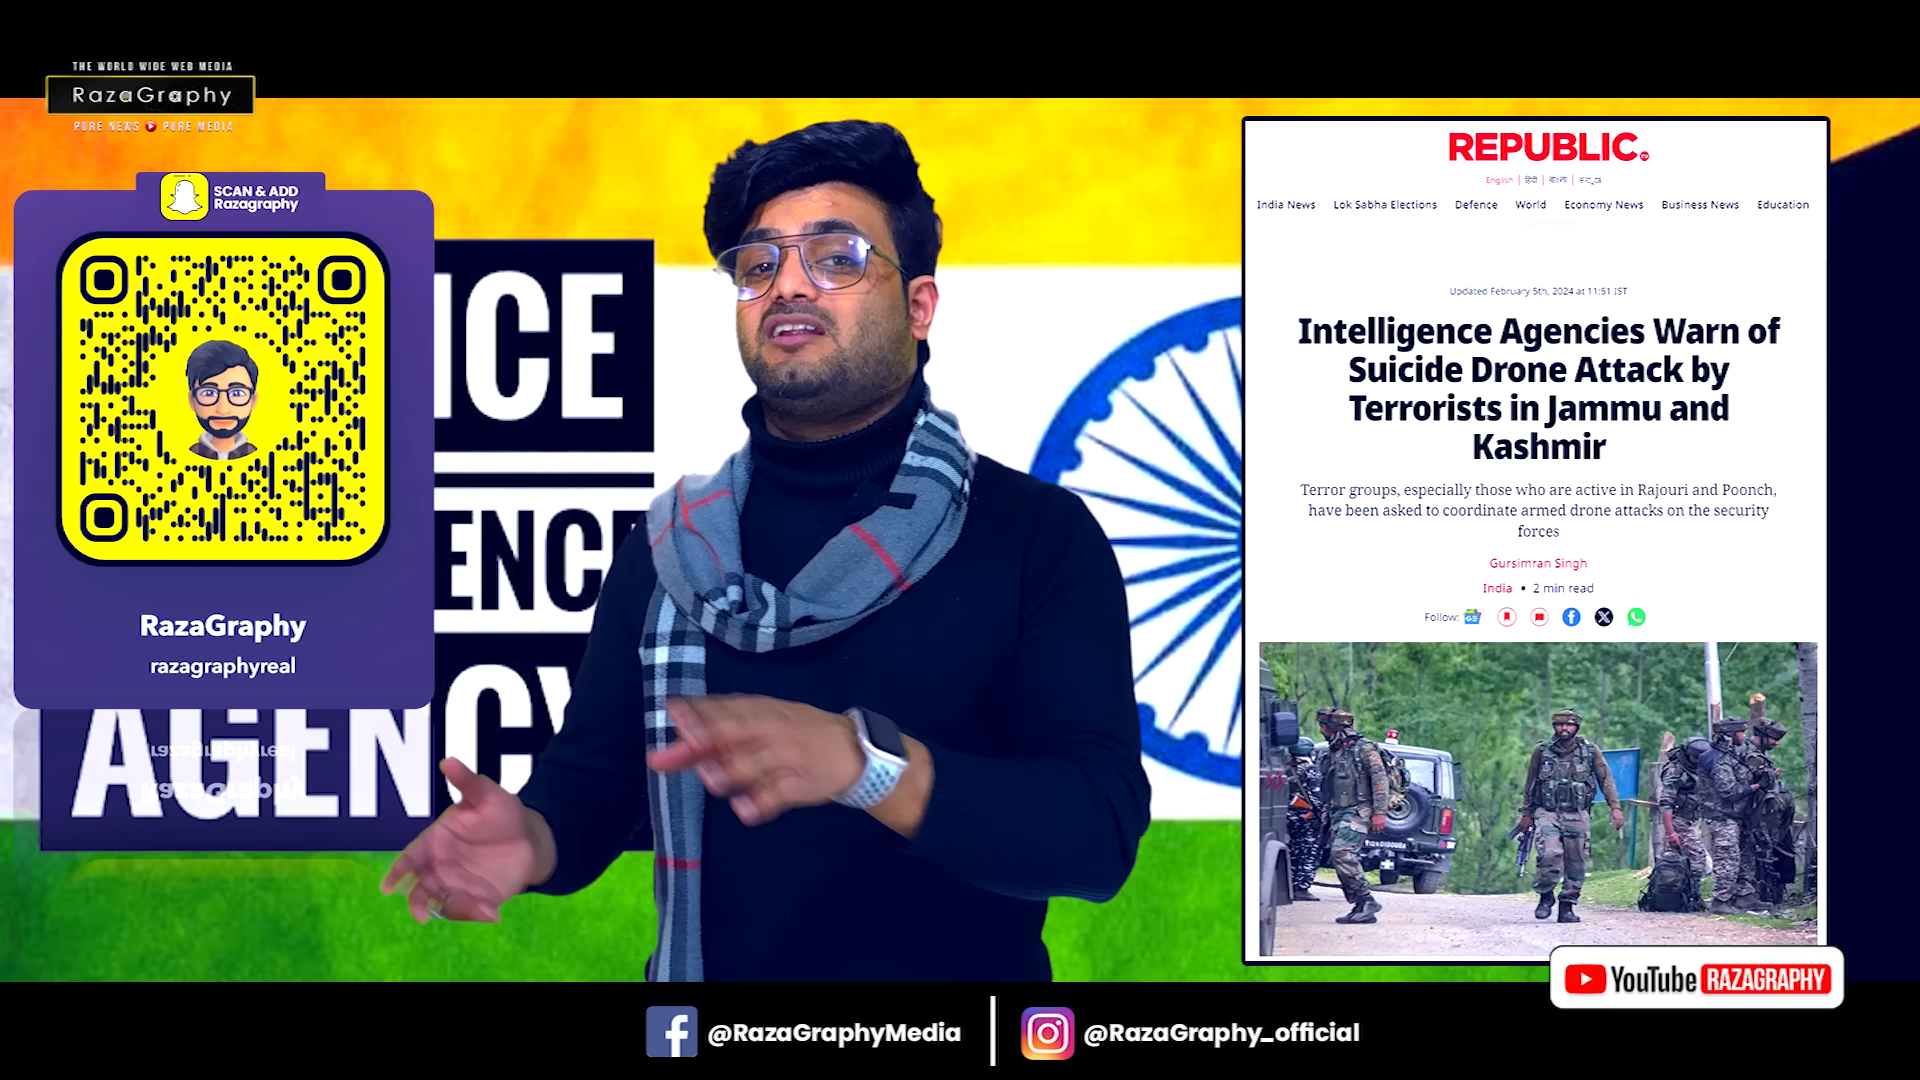 THE WORLD WIDE WEB MEDIA
RazaGraphy
PURE NEWS PURE MEDIA
SCAN & ADD
Razagraphy
RazaGraphy
razagraphyreal
ICE
ENC
AGENCY
REPUBLIC.
English | हिंदी | বাংলা | ಕನ್ನಡ
India News Lok Sabha Elections Defence World Economy News Business News Education
Updated February 5th, 2024 at 11:51 IST
Intelligence Agencies Warn of
Suicide Drone Attack by
Terrorists in Jammu and
Kashmir
Terror groups, especially those who are active in Rajouri and Poonch,
have been asked to coordinate armed drone attacks on the security
forces
Gursimran Singh
India • 2 min read
Follow:
YouTube RAZAGRAPHY
@RazaGraphyMedia
@RazaGraphy_official